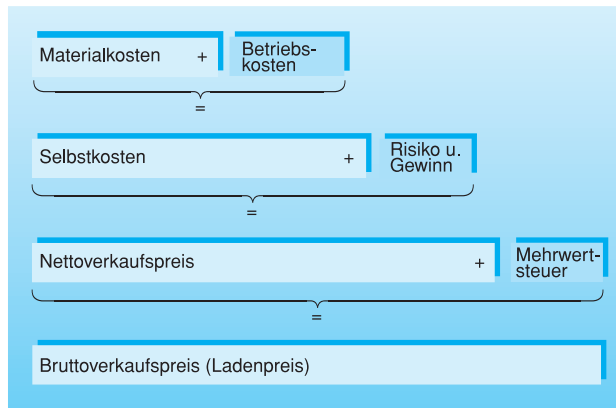 Materialkosten + Betriebs-
kosten
=
Selbstkosten + Risiko u.
Gewinn
=
Nettoverkaufspreis + Mehrwert-
steuer
=
Bruttoverkaufspreis (Ladenpreis)